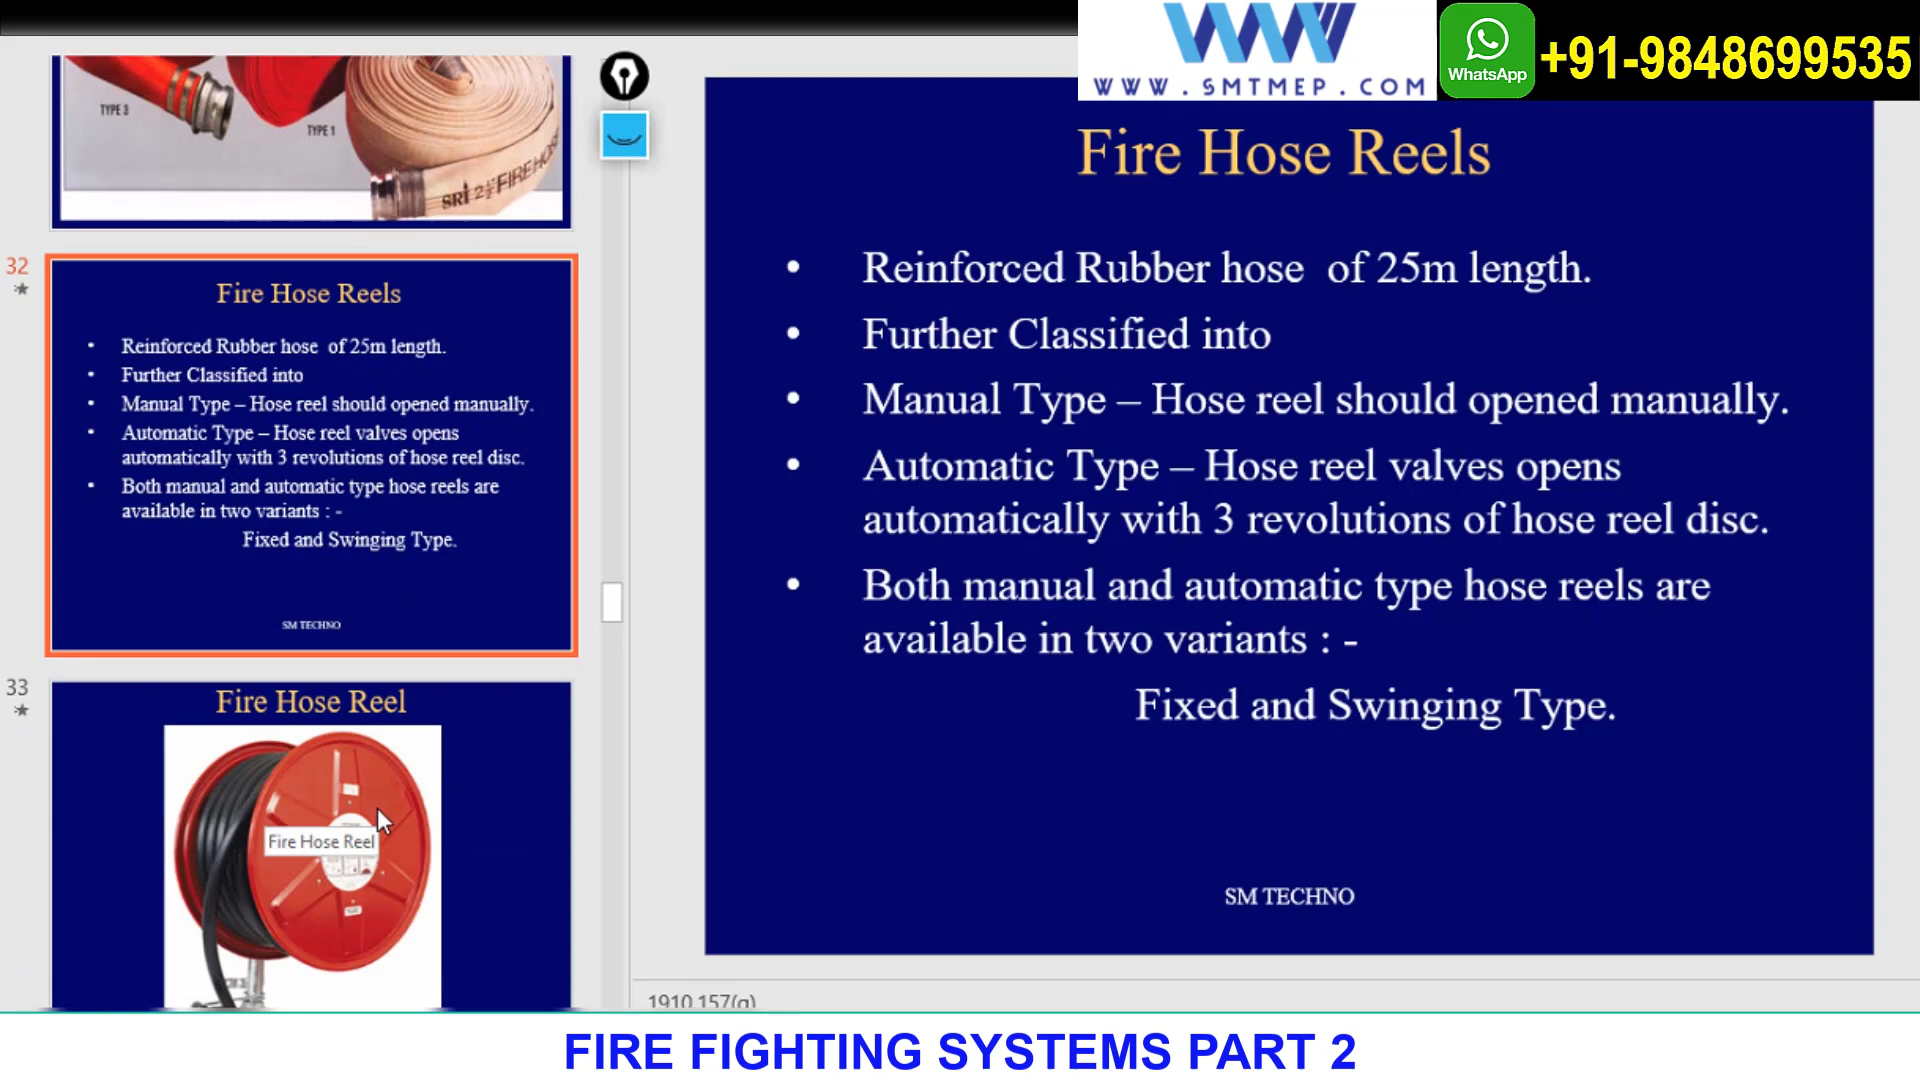 WWW.SMTMEP.COM
WhatsApp
+91-9848699535
TYPE 3
TYPE 1
SRI 2½ FIREHOS
32
Fire Hose Reels
• Reinforced Rubber hose  of 25m length.
• Further Classified into
• Manual Type – Hose reel should opened manually.
• Automatic Type – Hose reel valves opens
automatically with 3 revolutions of hose reel disc.
• Both manual and automatic type hose reels are
available in two variants : -
Fixed and Swinging Type.
SM TECHNO
33
Fire Hose Reel
Fire Hose Reel
Fire Hose Reels
• Reinforced Rubber hose  of 25m length.
• Further Classified into
• Manual Type – Hose reel should opened manually.
• Automatic Type – Hose reel valves opens
automatically with 3 revolutions of hose reel disc.
• Both manual and automatic type hose reels are
available in two variants : -
Fixed and Swinging Type.
SM TECHNO
1910.157(g)
FIRE FIGHTING SYSTEMS PART 2